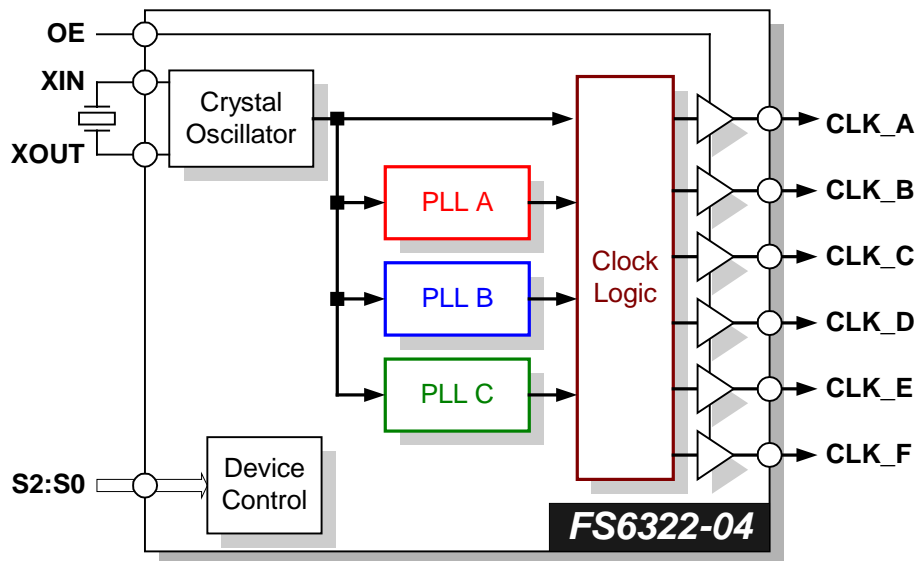 OE
XIN
XOUT
Crystal
Oscillator
PLL A
PLL B
PLL C
Clock
Logic
CLK_A
CLK_B
CLK_C
CLK_D
CLK_E
CLK_F
S2:S0
Device
Control
FS6322-04